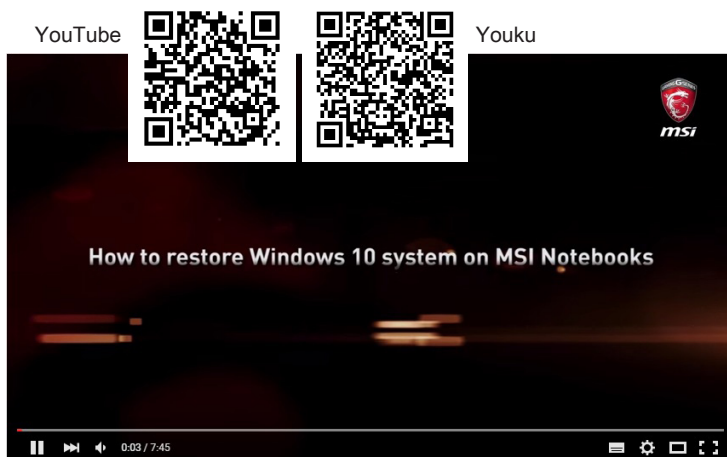 YouTube
Youku
msi
How to restore Windows 10 system on MSI Notebooks
0:03 / 7:45